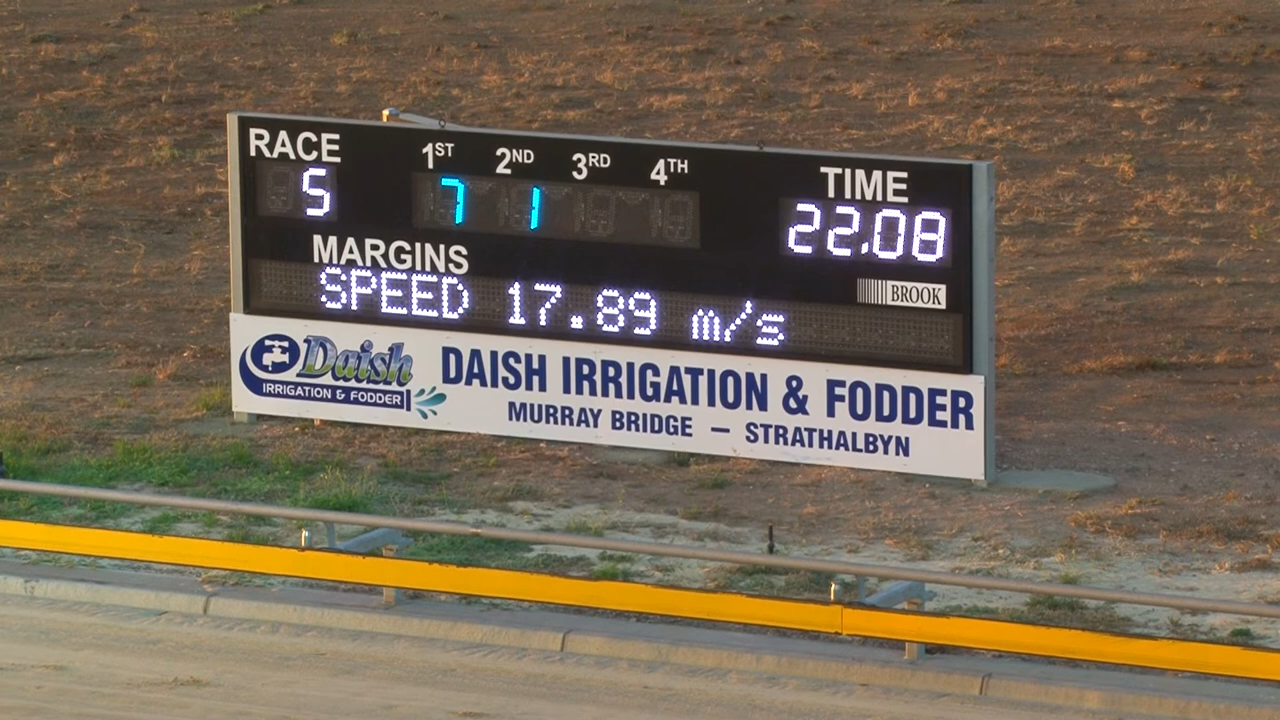 RACE 1ST 2ND 3RD 4TH TIME
5 7 1 22.08
MARGINS
SPEED 17.89 m/s
BROOK
Daish
IRRIGATION & FODDER
DAISH IRRIGATION & FODDER
MURRAY BRIDGE – STRATHALBYN